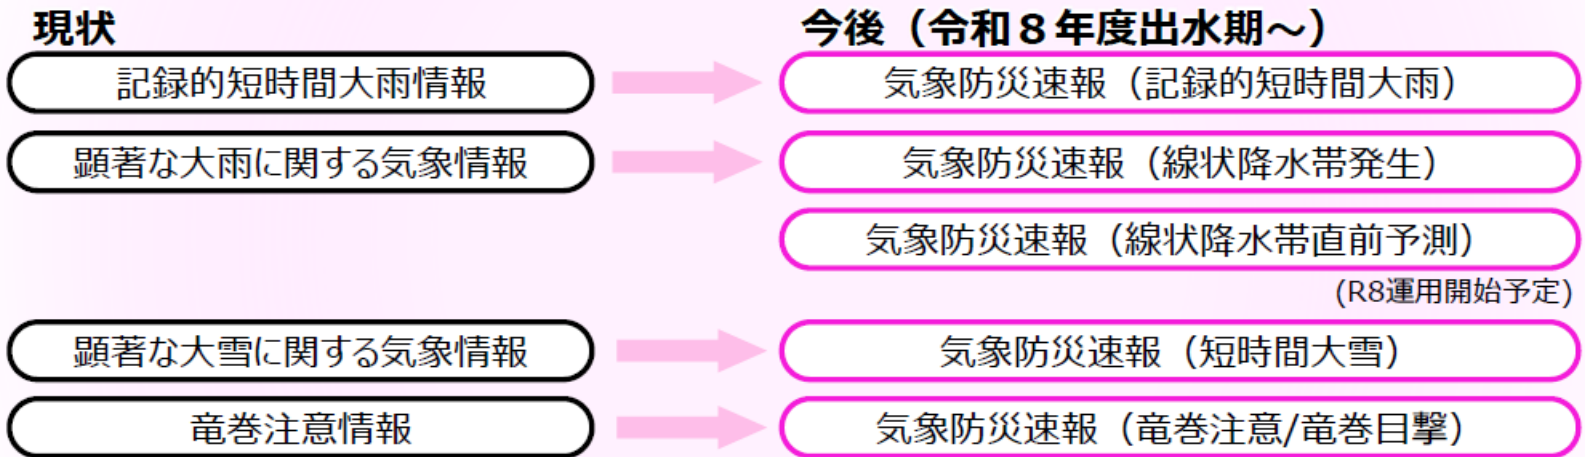 現状
今後（令和８年度出水期～）
記録的短時間大雨情報
気象防災速報（記録的短時間大雨）
顕著な大雨に関する気象情報
気象防災速報（線状降水帯発生）
気象防災速報（線状降水帯直前予測）
(R8運用開始予定)
顕著な大雪に関する気象情報
気象防災速報（短時間大雪）
竜巻注意情報
気象防災速報（竜巻注意/竜巻目撃）